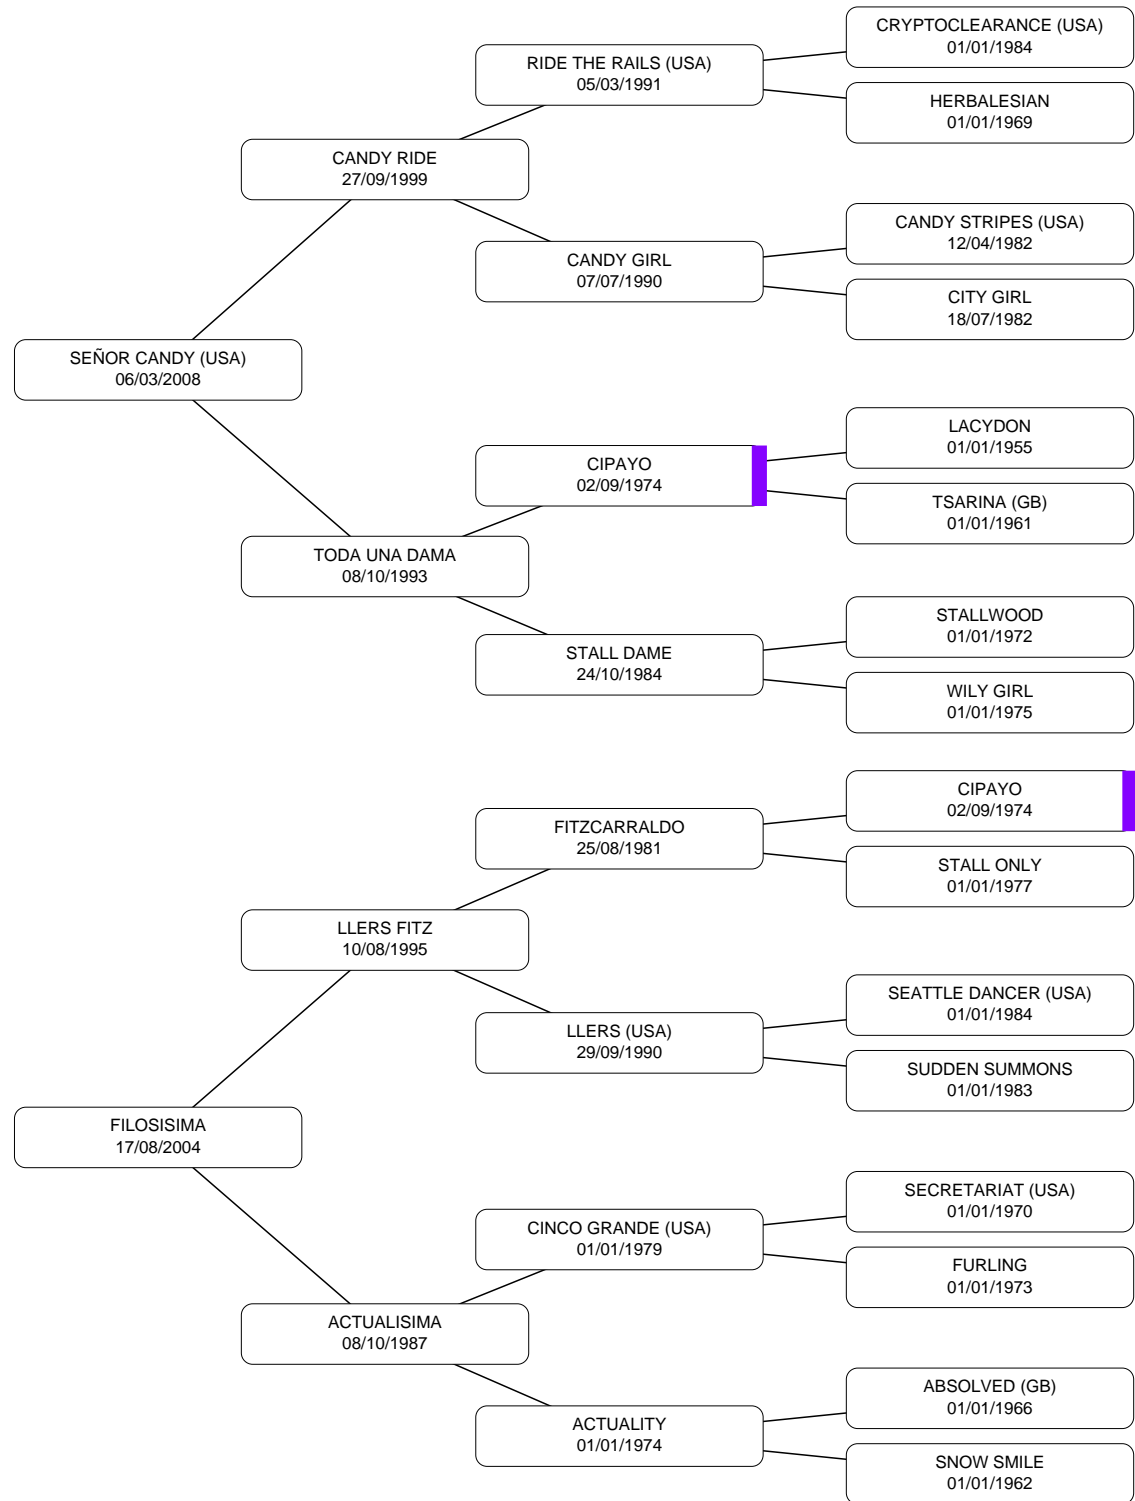 CRYPTOCLEARANCE (USA)
01/01/1984
RIDE THE RAILS (USA)
05/03/1991
HERBALESIAN
01/01/1969
CANDY RIDE
27/09/1999
CANDY STRIPES (USA)
12/04/1982
CANDY GIRL
07/07/1990
CITY GIRL
18/07/1982
SEÑOR CANDY (USA)
06/03/2008
LACYDON
01/01/1955
CIPAYO
02/09/1974
TSARINA (GB)
01/01/1961
TODA UNA DAMA
08/10/1993
STALLWOOD
01/01/1972
STALL DAME
24/10/1984
WILY GIRL
01/01/1975
CIPAYO
02/09/1974
FITZCARRALDO
25/08/1981
STALL ONLY
01/01/1977
LLERS FITZ
10/08/1995
SEATTLE DANCER (USA)
01/01/1984
LLERS (USA)
29/09/1990
SUDDEN SUMMONS
01/01/1983
FILOSISIMA
17/08/2004
SECRETARIAT (USA)
01/01/1970
CINCO GRANDE (USA)
01/01/1979
FURLING
01/01/1973
ACTUALISIMA
08/10/1987
ABSOLVED (GB)
01/01/1966
ACTUALITY
01/01/1974
SNOW SMILE
01/01/1962